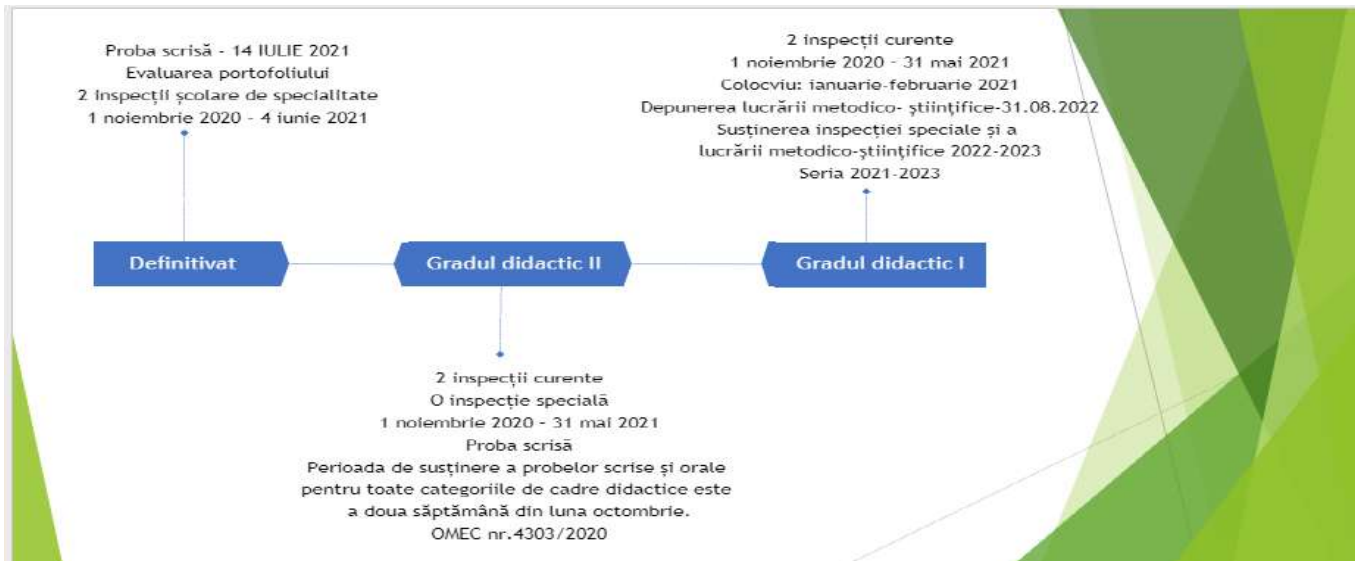 Proba scrisă - 14 IULIE 2021
Evaluarea portofoliului
2 inspecții școlare de specialitate
1 noiembrie 2020 - 4 iunie 2021
2 inspecții curente
1 noiembrie 2020 - 31 mai 2021
Colocviu: ianuarie-februarie 2021
Depunerea lucrării metodico- științifice-31.08.2022
Susținerea inspecției speciale și a
lucrării metodico-științifice 2022-2023
Seria 2021-2023
Definitivat
Gradul didactic II
Gradul didactic I
2 inspecții curente
O inspecție specială
1 noiembrie 2020 - 31 mai 2021
Proba scrisă
Perioada de susținere a probelor scrise și orale
pentru toate categoriile de cadre didactice este
a doua săptămână din luna octombrie.
OMEC nr.4303/2020